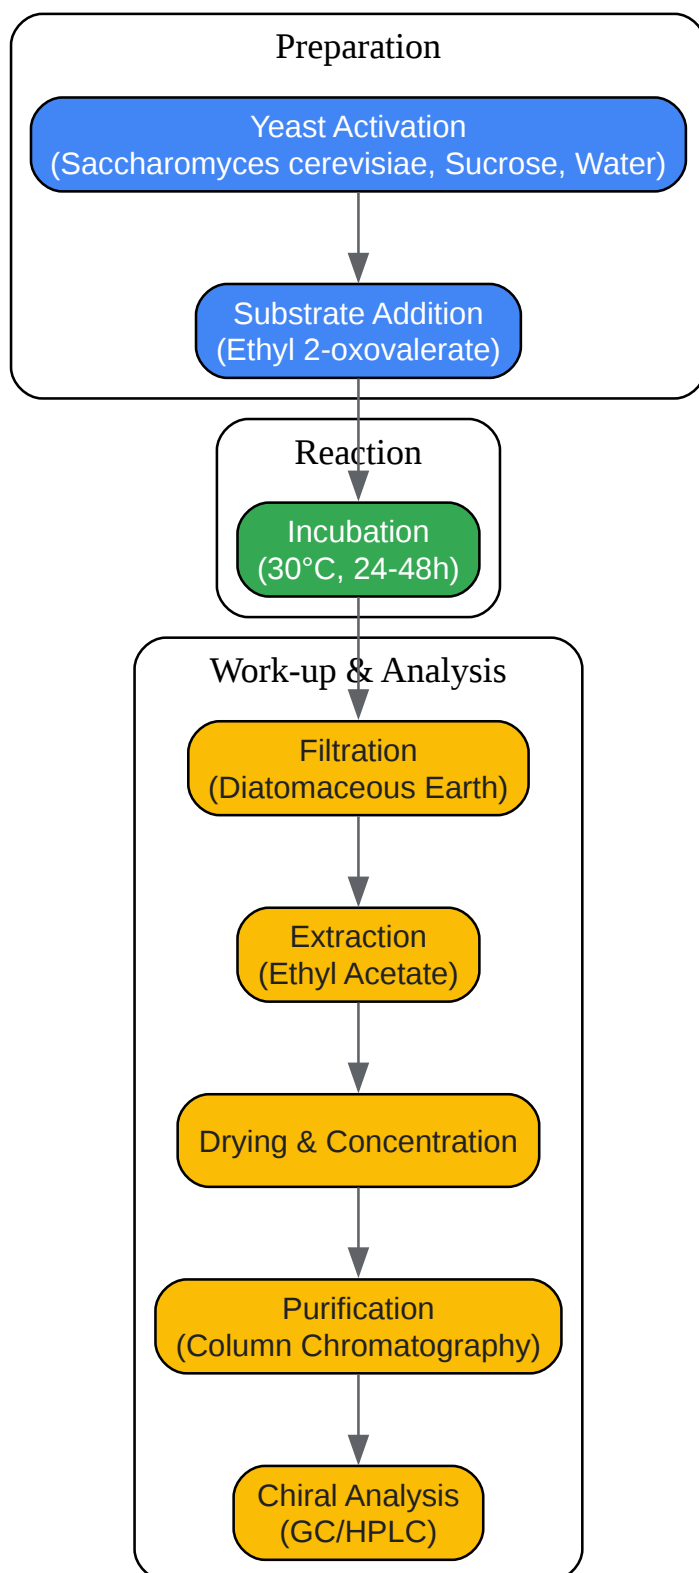 Preparation
Yeast Activation
(Saccharomyces cerevisiae, Sucrose, Water)
Substrate Addition
(Ethyl 2-oxovalerate)
Reaction
Incubation
(30°C, 24-48h)
Work-up & Analysis
Filtration
(Diatomaceous Earth)
Extraction
(Ethyl Acetate)
Drying & Concentration
Purification
(Column Chromatography)
Chiral Analysis
(GC/HPLC)